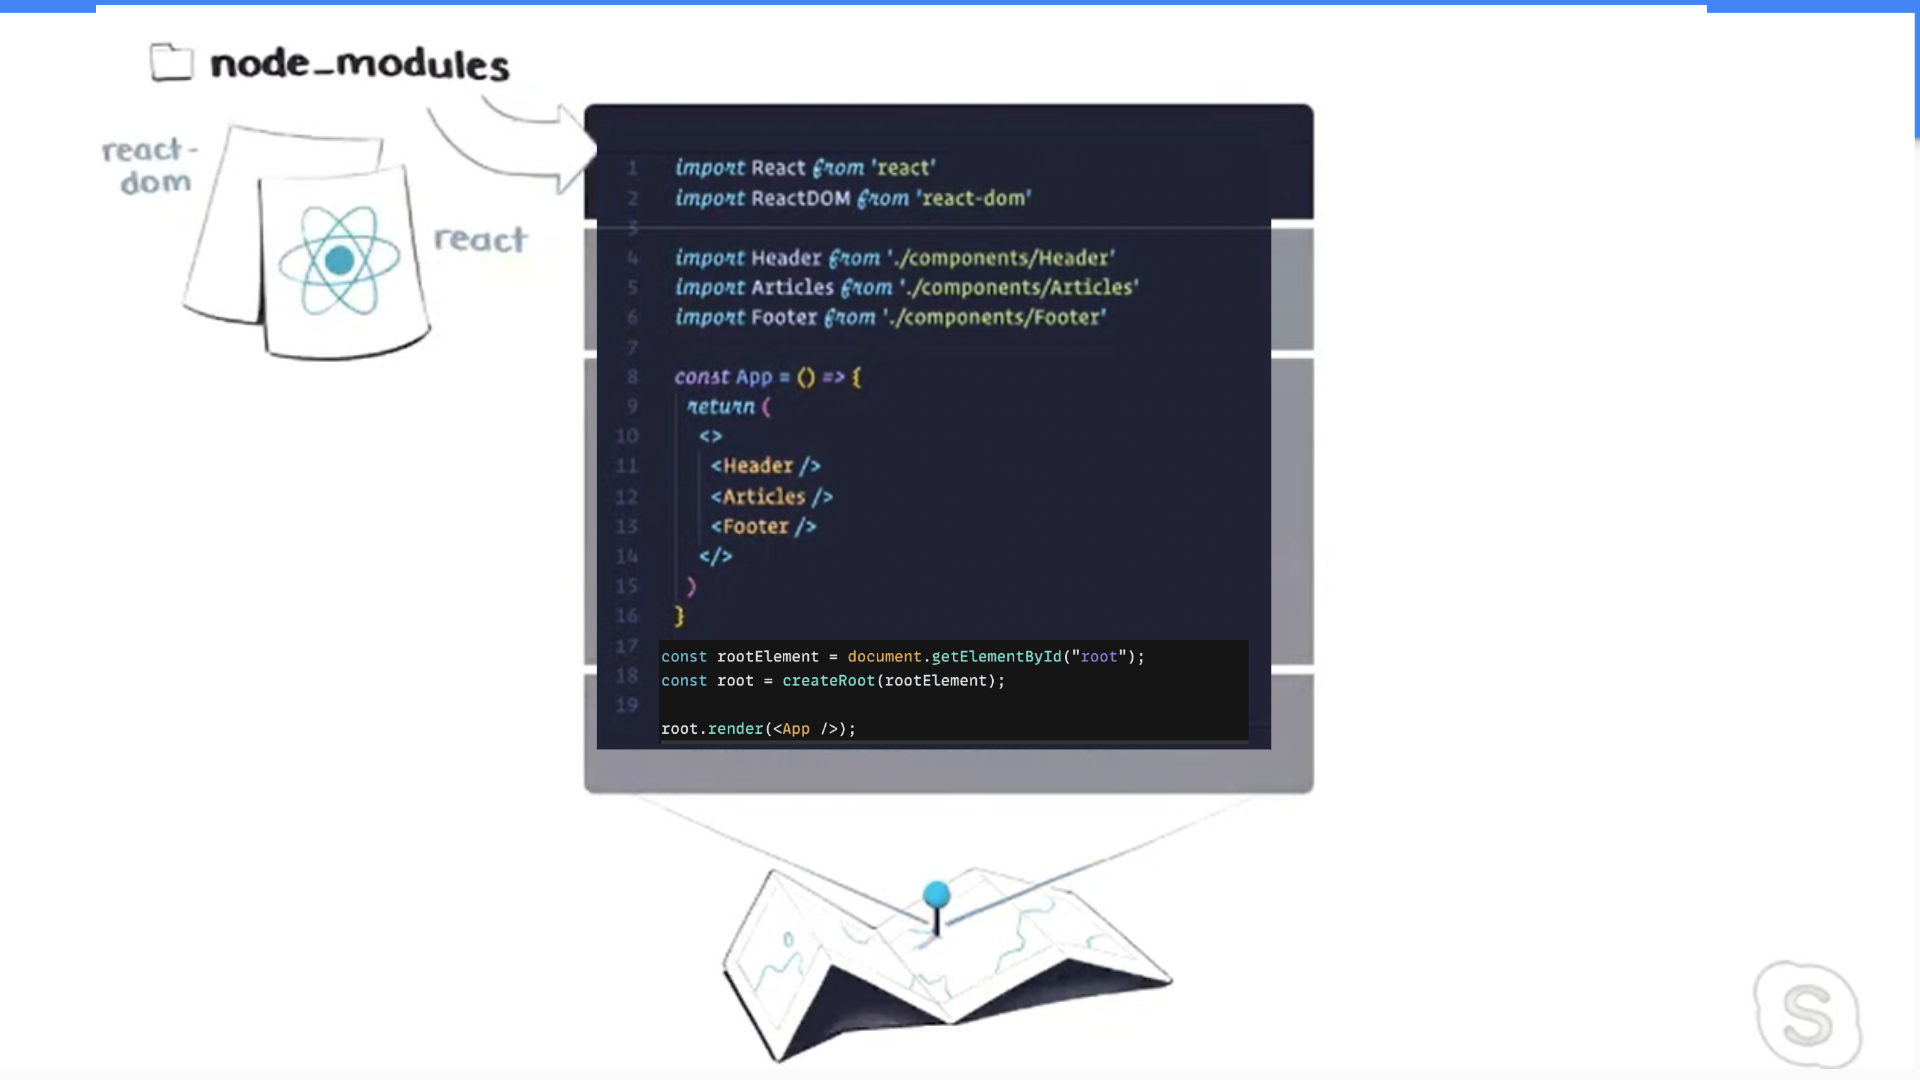 node_modules
react-
dom
react
1 import React from 'react'
2 import ReactDOM from 'react-dom'
3
4 import Header from './components/Header'
5 import Articles from './components/Articles'
6 import Footer from './components/Footer'
7
8 const App = () => {
9 return (
10 <>
11 <Header />
12 <Articles />
13 <Footer />
14 </>
15 )
16 }
17 const rootElement = document.getElementById("root");
18 const root = createRoot(rootElement);
19
root.render(<App />);
S